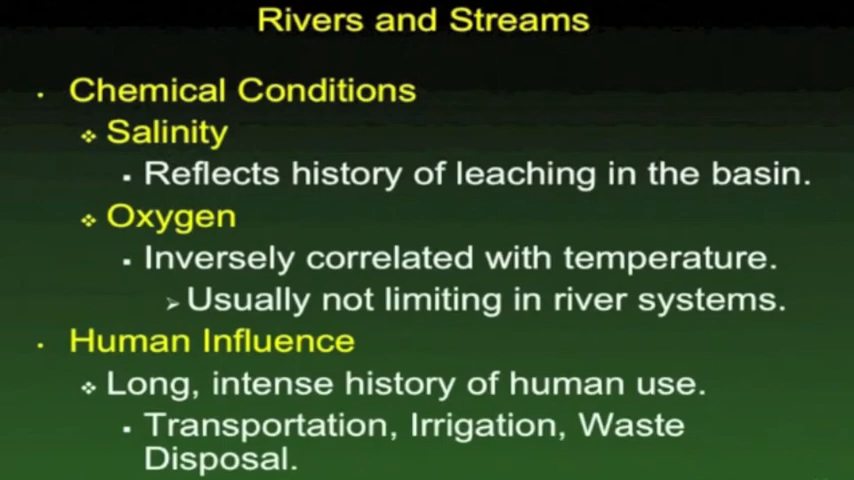 Rivers and Streams
• Chemical Conditions
❖ Salinity
▪ Reflects history of leaching in the basin.
❖ Oxygen
▪ Inversely correlated with temperature.
➢ Usually not limiting in river systems.
• Human Influence
❖ Long, intense history of human use.
▪ Transportation, Irrigation, Waste
Disposal.